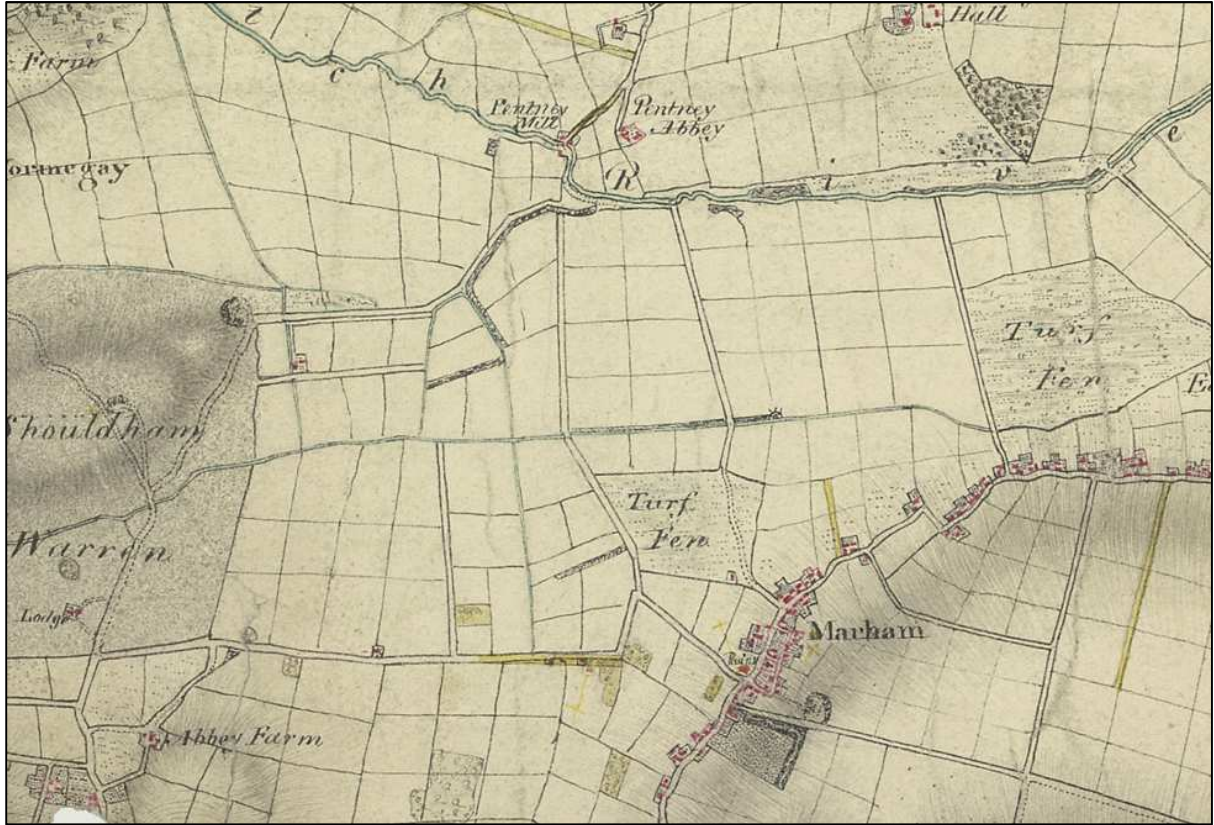 Hall
Farm
l
c
h
Pentney
Mill
Pentney
Abbey
e
R
i
v
Turf
Fen
Shouldham
Turf
Fen
Warren
Lodge
Marham
Abbey Farm